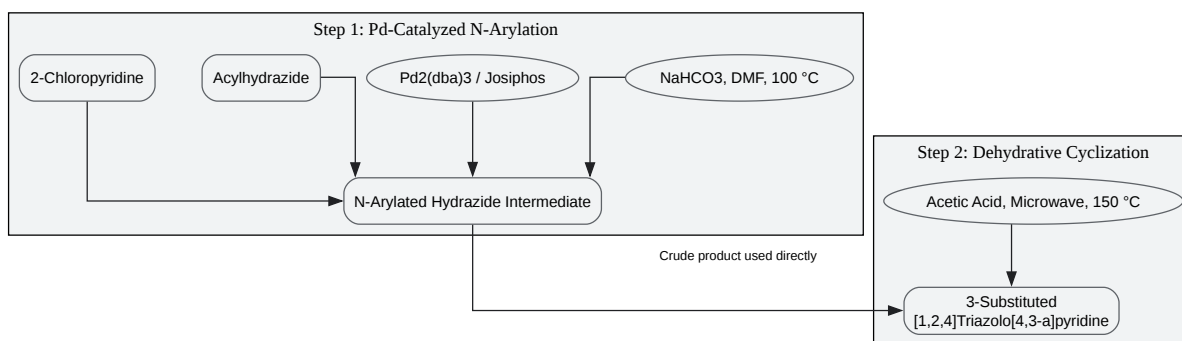 Step 1: Pd-Catalyzed N-Arylation
2-Chloropyridine
Acylhydrazide
Pd2(dba)3 / Josiphos
NaHCO3, DMF, 100 °C
N-Arylated Hydrazide Intermediate
Crude product used directly
Step 2: Dehydrative Cyclization
Acetic Acid, Microwave, 150 °C
3-Substituted
[1,2,4]Triazolo[4,3-a]pyridine